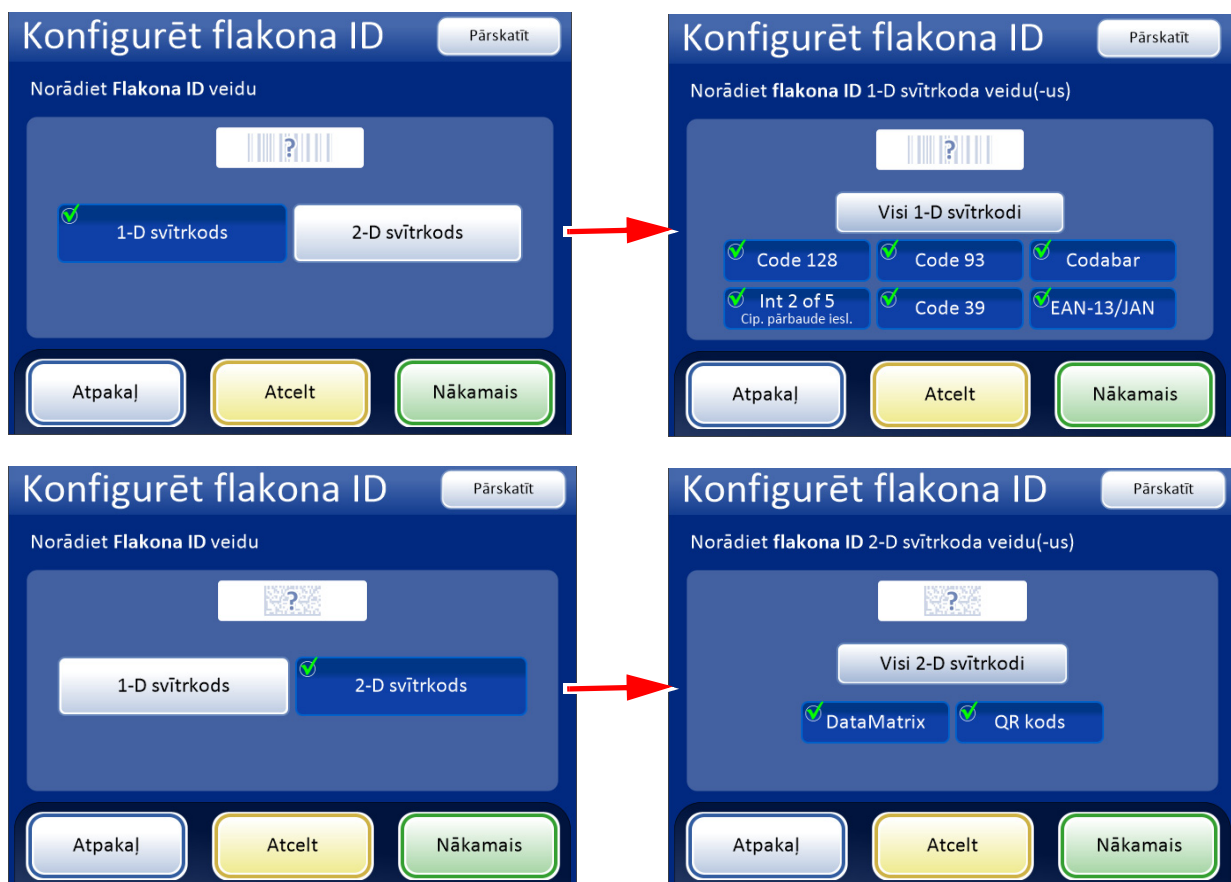 Konfigurēt flakona ID
Pārskatīt
Norādiet Flakona ID veidu
?
1-D svītrkods
2-D svītrkods
Atpakaļ
Atcelt
Nākamais
Konfigurēt flakona ID
Pārskatīt
Norādiet flakona ID 1-D svītrkoda veidu(-us)
?
Visi 1-D svītrkodi
Code 128
Code 93
Codabar
Int 2 of 5
Cip. pārbaude iesl.
Code 39
EAN-13/JAN
Atpakaļ
Atcelt
Nākamais
Konfigurēt flakona ID
Pārskatīt
Norādiet Flakona ID veidu
?
1-D svītrkods
2-D svītrkods
Atpakaļ
Atcelt
Nākamais
Konfigurēt flakona ID
Pārskatīt
Norādiet flakona ID 2-D svītrkoda veidu(-us)
?
Visi 2-D svītrkodi
DataMatrix
QR kods
Atpakaļ
Atcelt
Nākamais